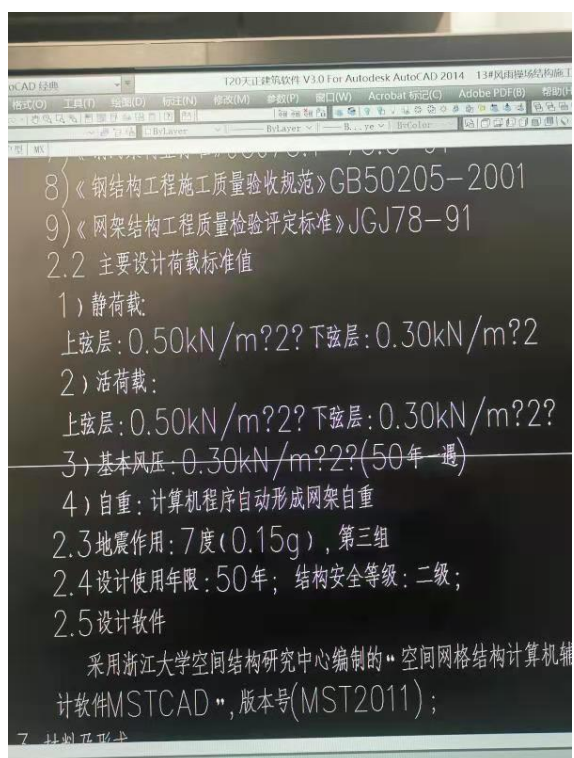 oCAD 经典 T20天正建筑软件 V3.0 For Autodesk AutoCAD 2014 13#风雨操场结构施工
格式(O) 工具(T) 绘图(D) 标注(N) 修改(M) 参数(P) 窗口(W) Acrobat 标记(C) Adobe PDF(B) 帮助(H
ByLayer ByLayer B...ye ByColor
MX
8)《钢结构工程施工质量验收规范》GB50205-2001
9)《网架结构工程质量检验评定标准》JGJ78-91
2.2 主要设计荷载标准值
1）静荷载:
上弦层:0.50kN/m?2?下弦层:0.30kN/m?2
2）活荷载:
上弦层:0.50kN/m?2?下弦层:0.30kN/m?2?
3）基本风压:0.30kN/m?2?(50年一遇)
4）自重:计算机程序自动形成网架自重
2.3地震作用:7度(0.15g),第三组
2.4设计使用年限:50年; 结构安全等级:二级;
2.5设计软件
采用浙江大学空间结构研究中心编制的“空间网格结构计算机辅
计软件MSTCAD”,版本号(MST2011);